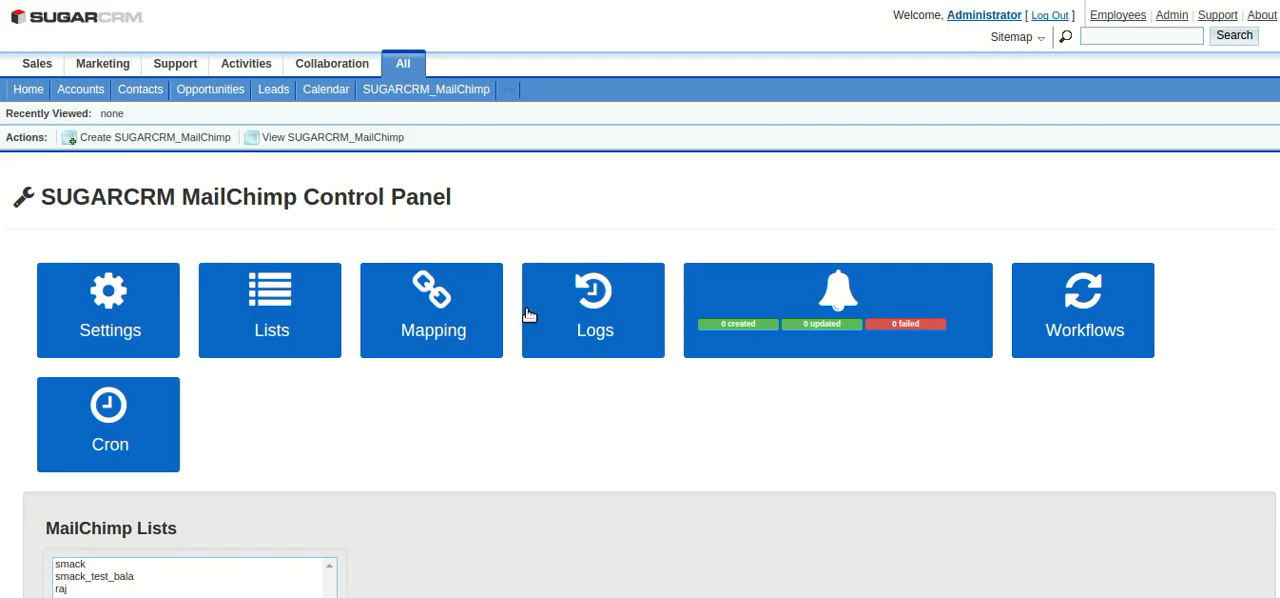 SUGARCRM
Welcome, Administrator [ Log Out ] Employees | Admin | Support | About
Sitemap
Search
Sales Marketing Support Activities Collaboration All
Home Accounts Contacts Opportunities Leads Calendar SUGARCRM_MailChimp
Recently Viewed: none
Actions: Create SUGARCRM_MailChimp View SUGARCRM_MailChimp
SUGARCRM MailChimp Control Panel
Settings Lists Mapping Logs 0 created 0 updated 0 failed Workflows
Cron
MailChimp Lists
smack
smack_test_bala
raj